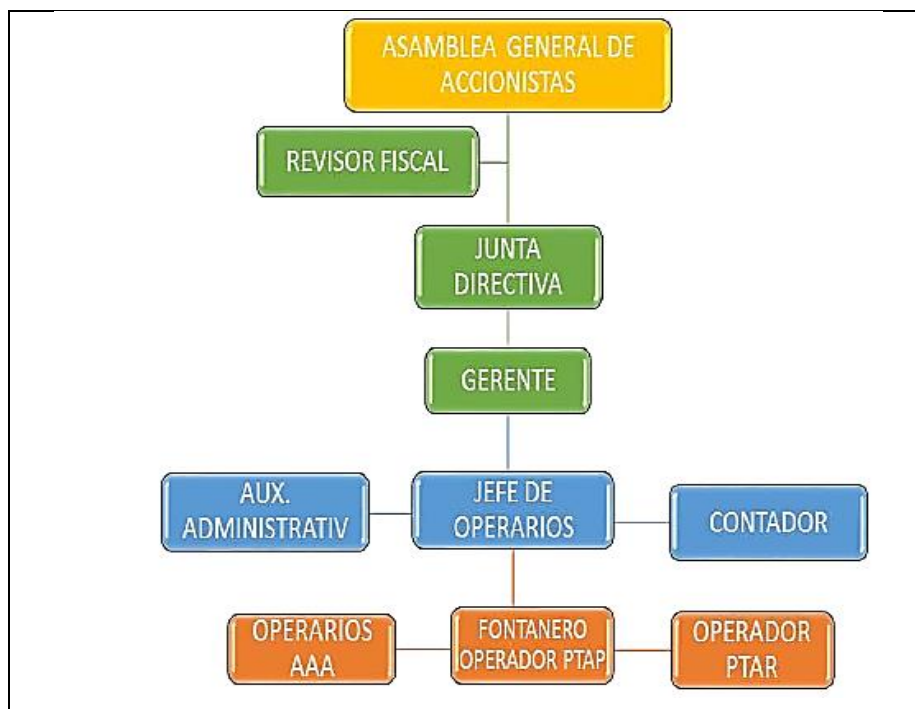 ASAMBLEA GENERAL DE
ACCIONISTAS
REVISOR FISCAL
JUNTA
DIRECTIVA
GERENTE
AUX.
ADMINISTRATIV
JEFE DE
OPERARIOS
CONTADOR
OPERARIOS
AAA
FONTANERO
OPERADOR PTAP
OPERADOR
PTAR